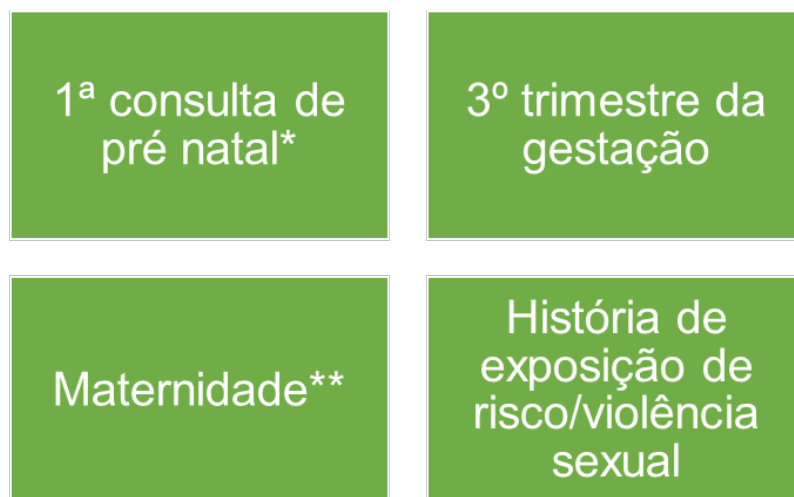 1ª consulta de
pré natal*
3º trimestre da
gestação
Maternidade**
História de
exposição de
risco/violência
sexual